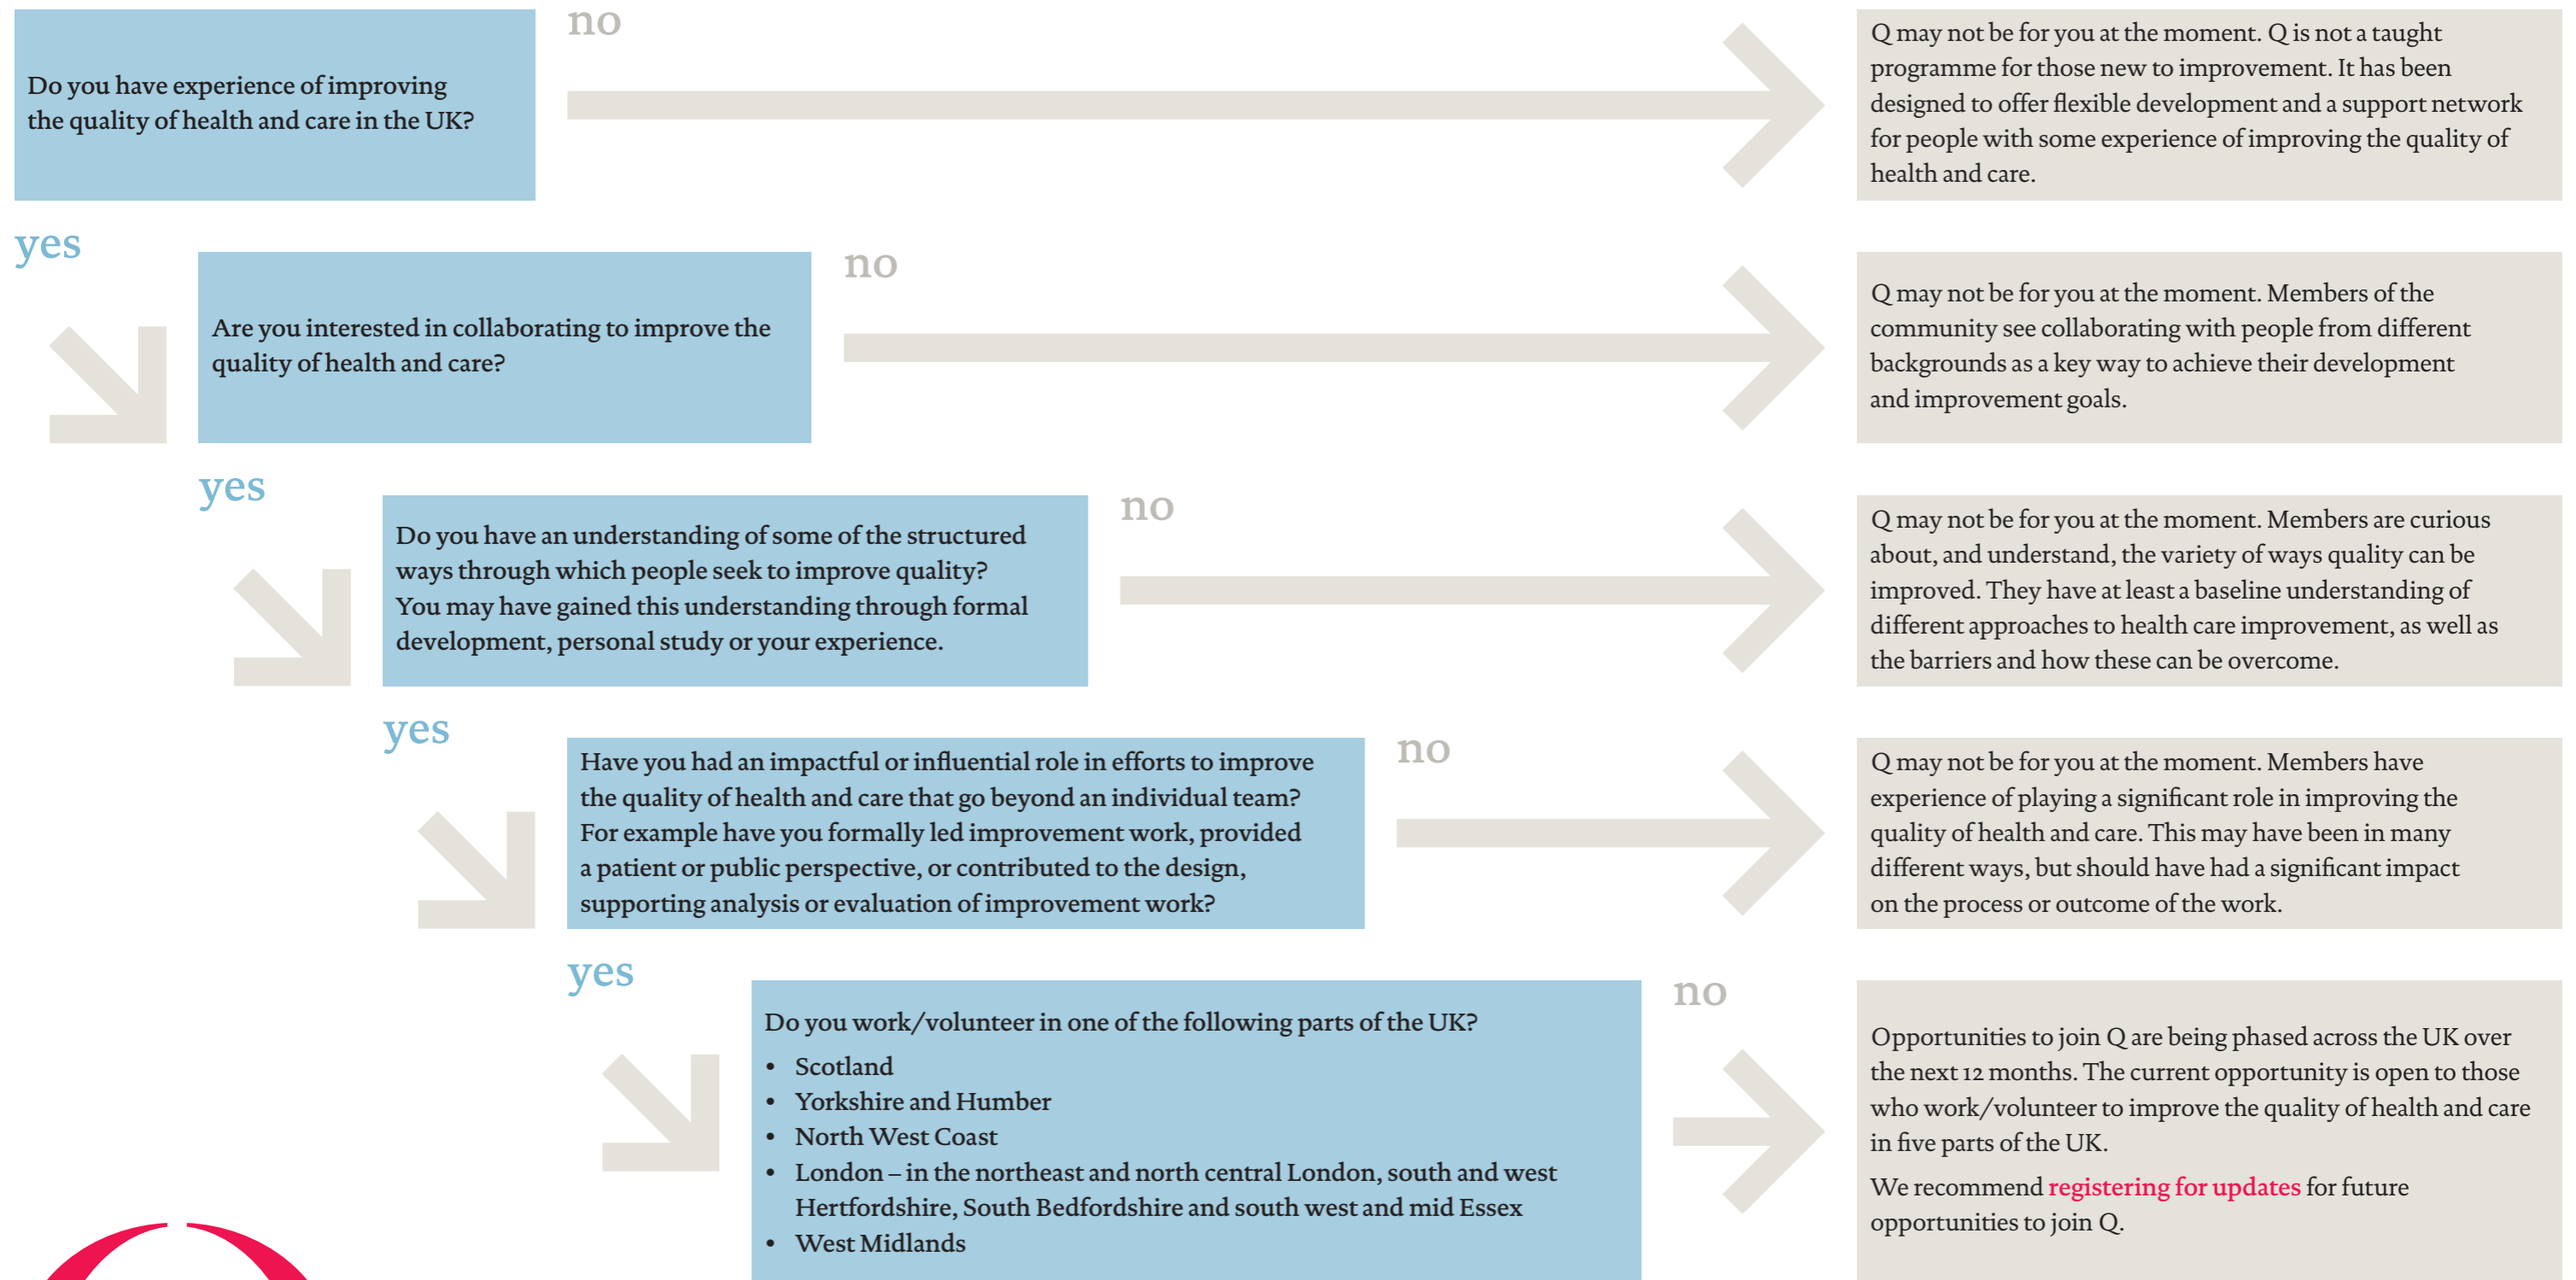 no
Do you have experience of improving
the quality of health and care in the UK?
Q may not be for you at the moment. Q is not a taught
programme for those new to improvement. It has been
designed to offer flexible development and a support network
for people with some experience of improving the quality of
health and care.
yes
Are you interested in collaborating to improve the
quality of health and care?
no
Q may not be for you at the moment. Members of the
community see collaborating with people from different
backgrounds as a key way to achieve their development
and improvement goals.
yes
Do you have an understanding of some of the structured
ways through which people seek to improve quality?
You may have gained this understanding through formal
development, personal study or your experience.
no
Q may not be for you at the moment. Members are curious
about, and understand, the variety of ways quality can be
improved. They have at least a baseline understanding of
different approaches to health care improvement, as well as
the barriers and how these can be overcome.
yes
Have you had an impactful or influential role in efforts to improve
the quality of health and care that go beyond an individual team?
For example have you formally led improvement work, provided
a patient or public perspective, or contributed to the design,
supporting analysis or evaluation of improvement work?
no
Q may not be for you at the moment. Members have
experience of playing a significant role in improving the
quality of health and care. This may have been in many
different ways, but should have had a significant impact
on the process or outcome of the work.
yes
Do you work/volunteer in one of the following parts of the UK?
• Scotland
• Yorkshire and Humber
• North West Coast
• London – in the northeast and north central London, south and west
Hertfordshire, South Bedfordshire and south west and mid Essex
• West Midlands
no
Opportunities to join Q are being phased across the UK over
the next 12 months. The current opportunity is open to those
who work/volunteer to improve the quality of health and care
in five parts of the UK.
We recommend registering for updates for future
opportunities to join Q.